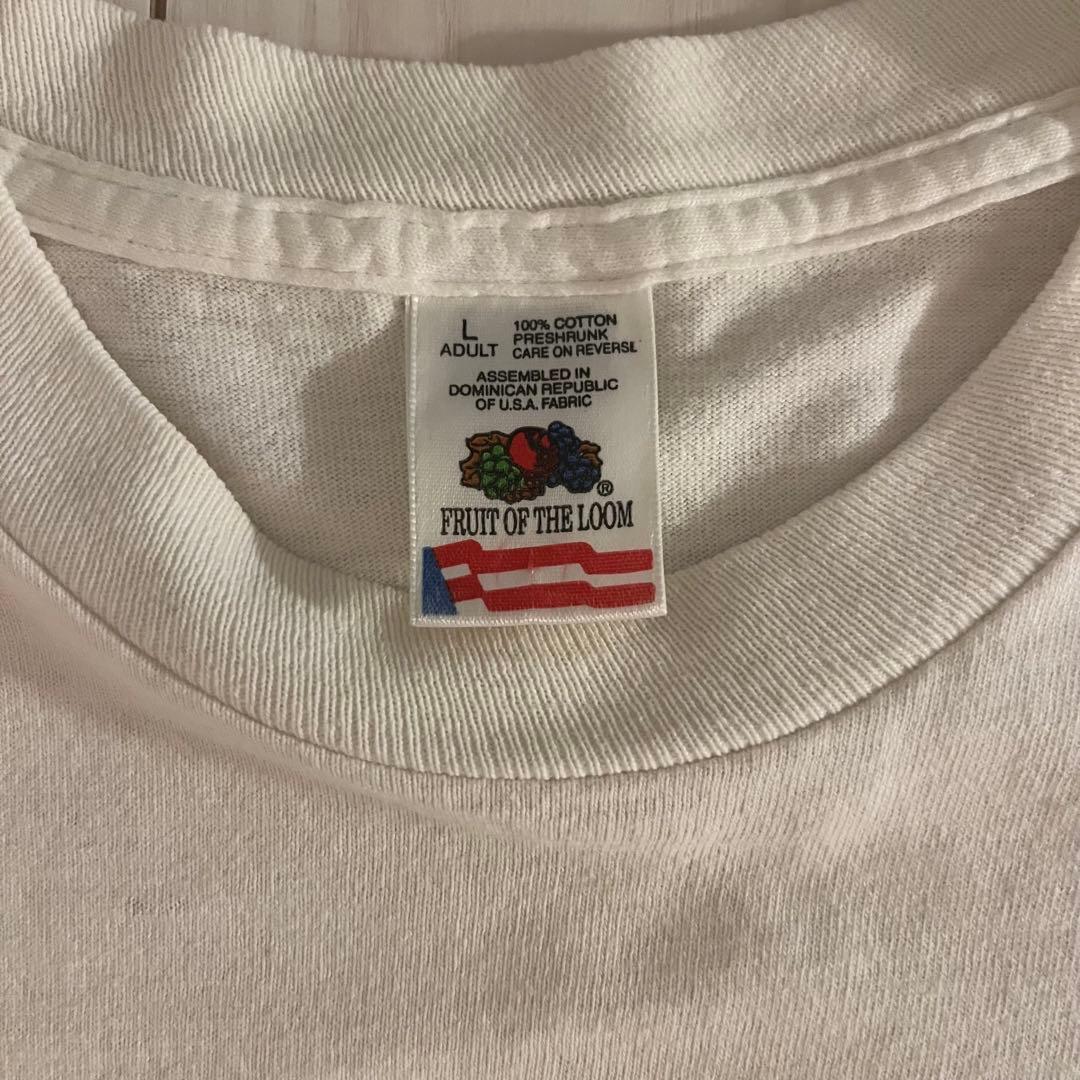 L
ADULT
100% COTTON
PRESHRUNK
CARE ON REVERSE
ASSEMBLED IN
DOMINICAN REPUBLIC
OF U.S.A. FABRIC
®
FRUIT OF THE LOOM